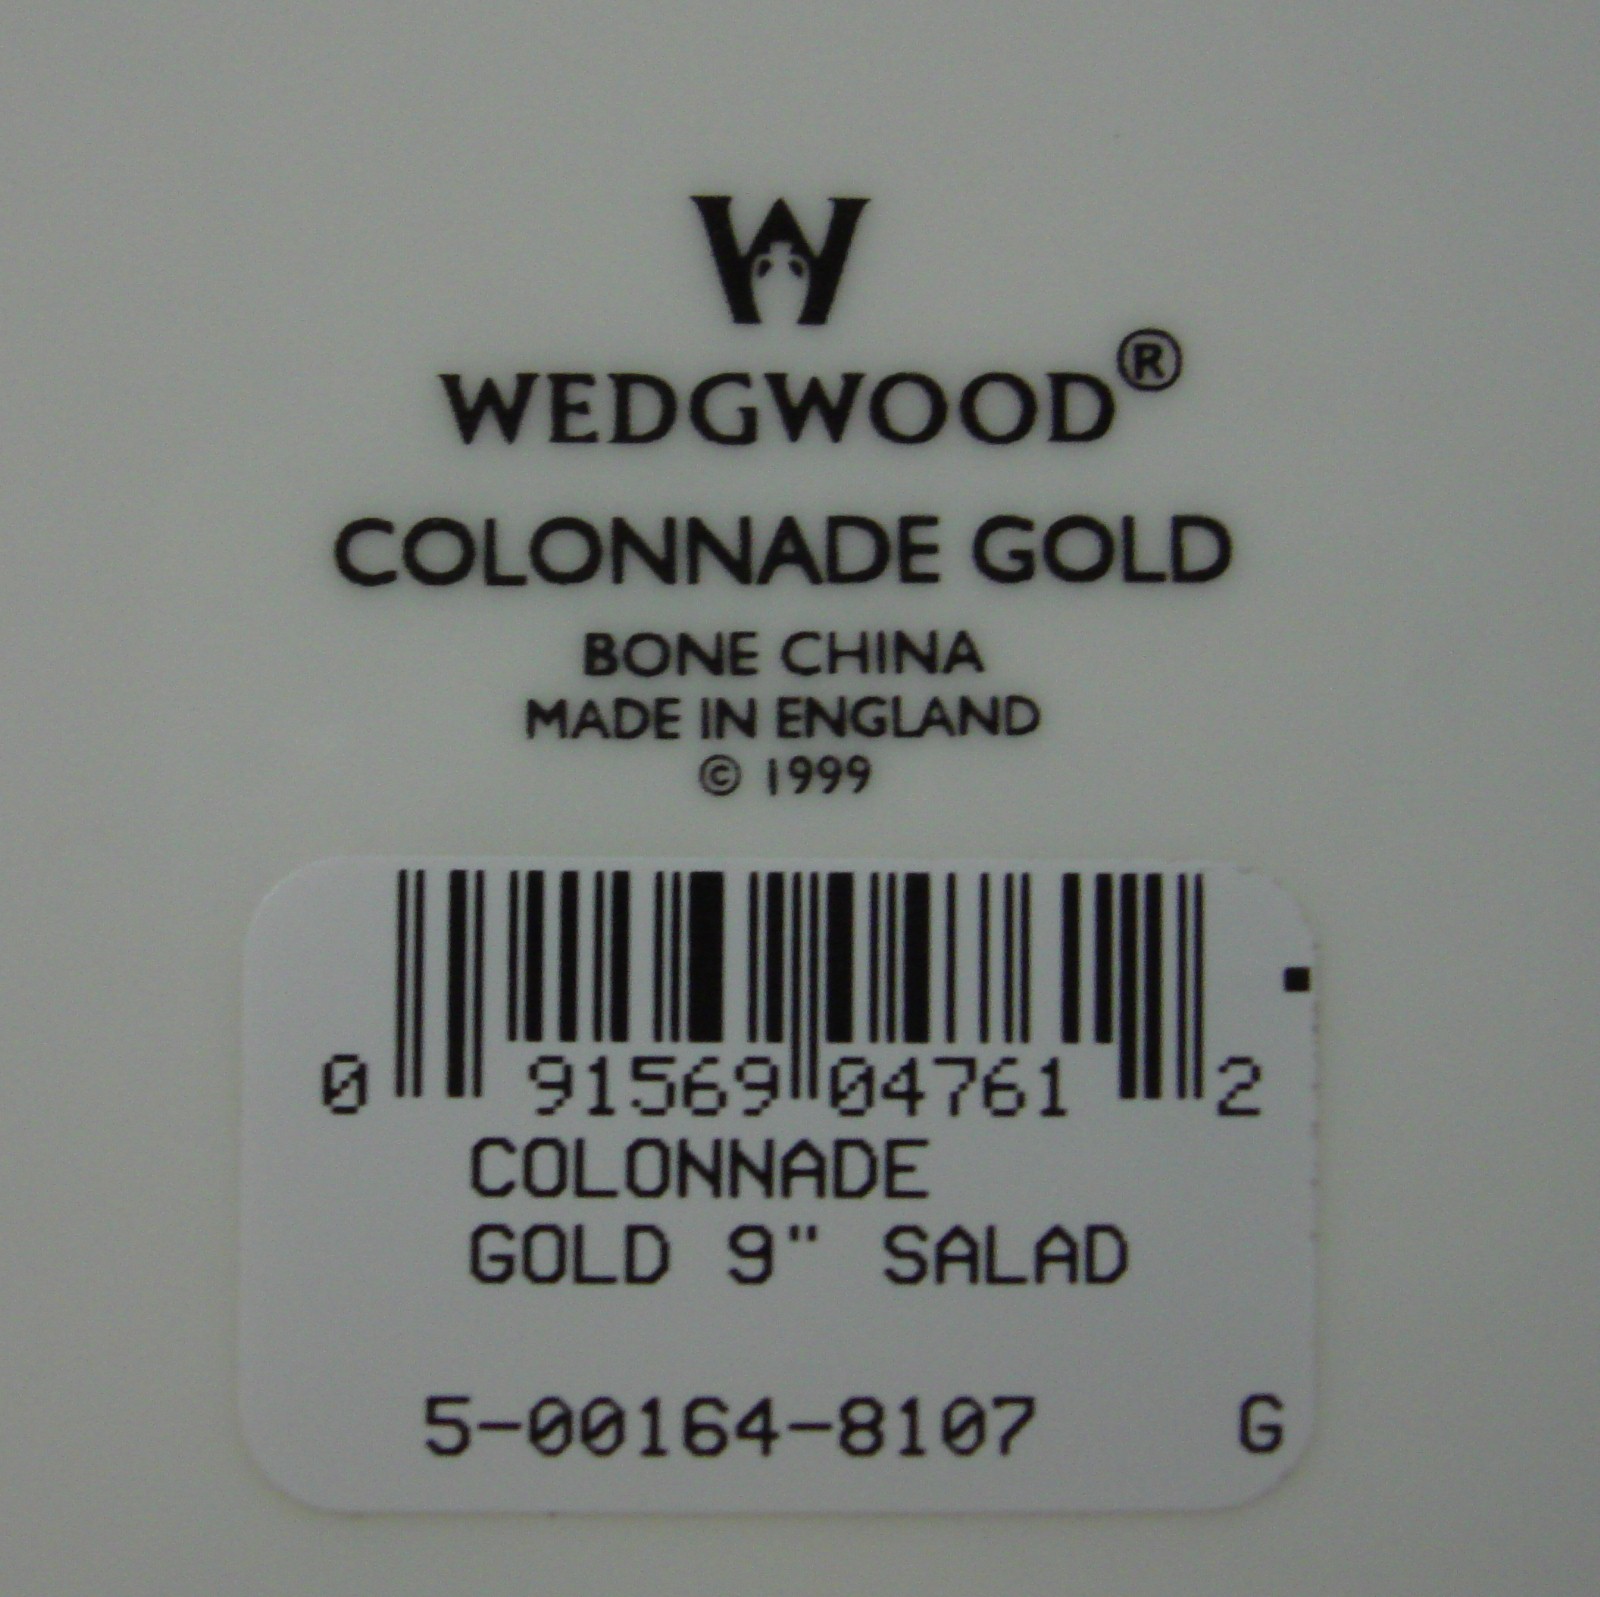 W
WEDGWOOD®
COLONNADE GOLD
BONE CHINA
MADE IN ENGLAND
© 1999
0 91569 04761 2
COLONNADE
GOLD 9" SALAD
5-00164-8107 G